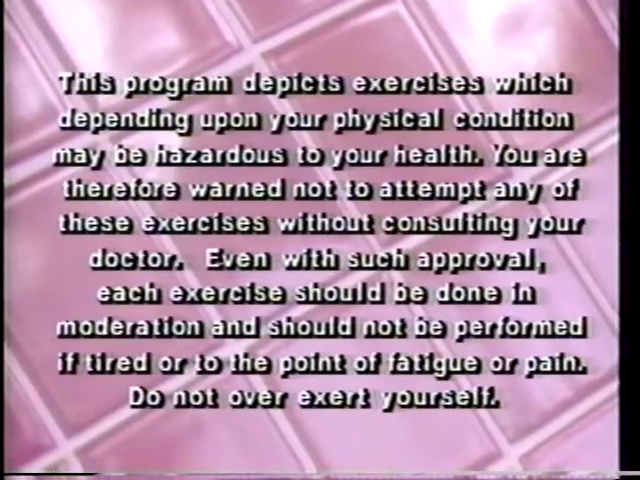 This program depicts exercises which
depending upon your physical condition
may be hazardous to your health. You are
therefore warned not to attempt any of
these exercises without consulting your
doctor. Even with such approval,
each exercise should be done in
moderation and should not be performed
if tired or to the point of fatigue or pain.
Do not over exert yourself.